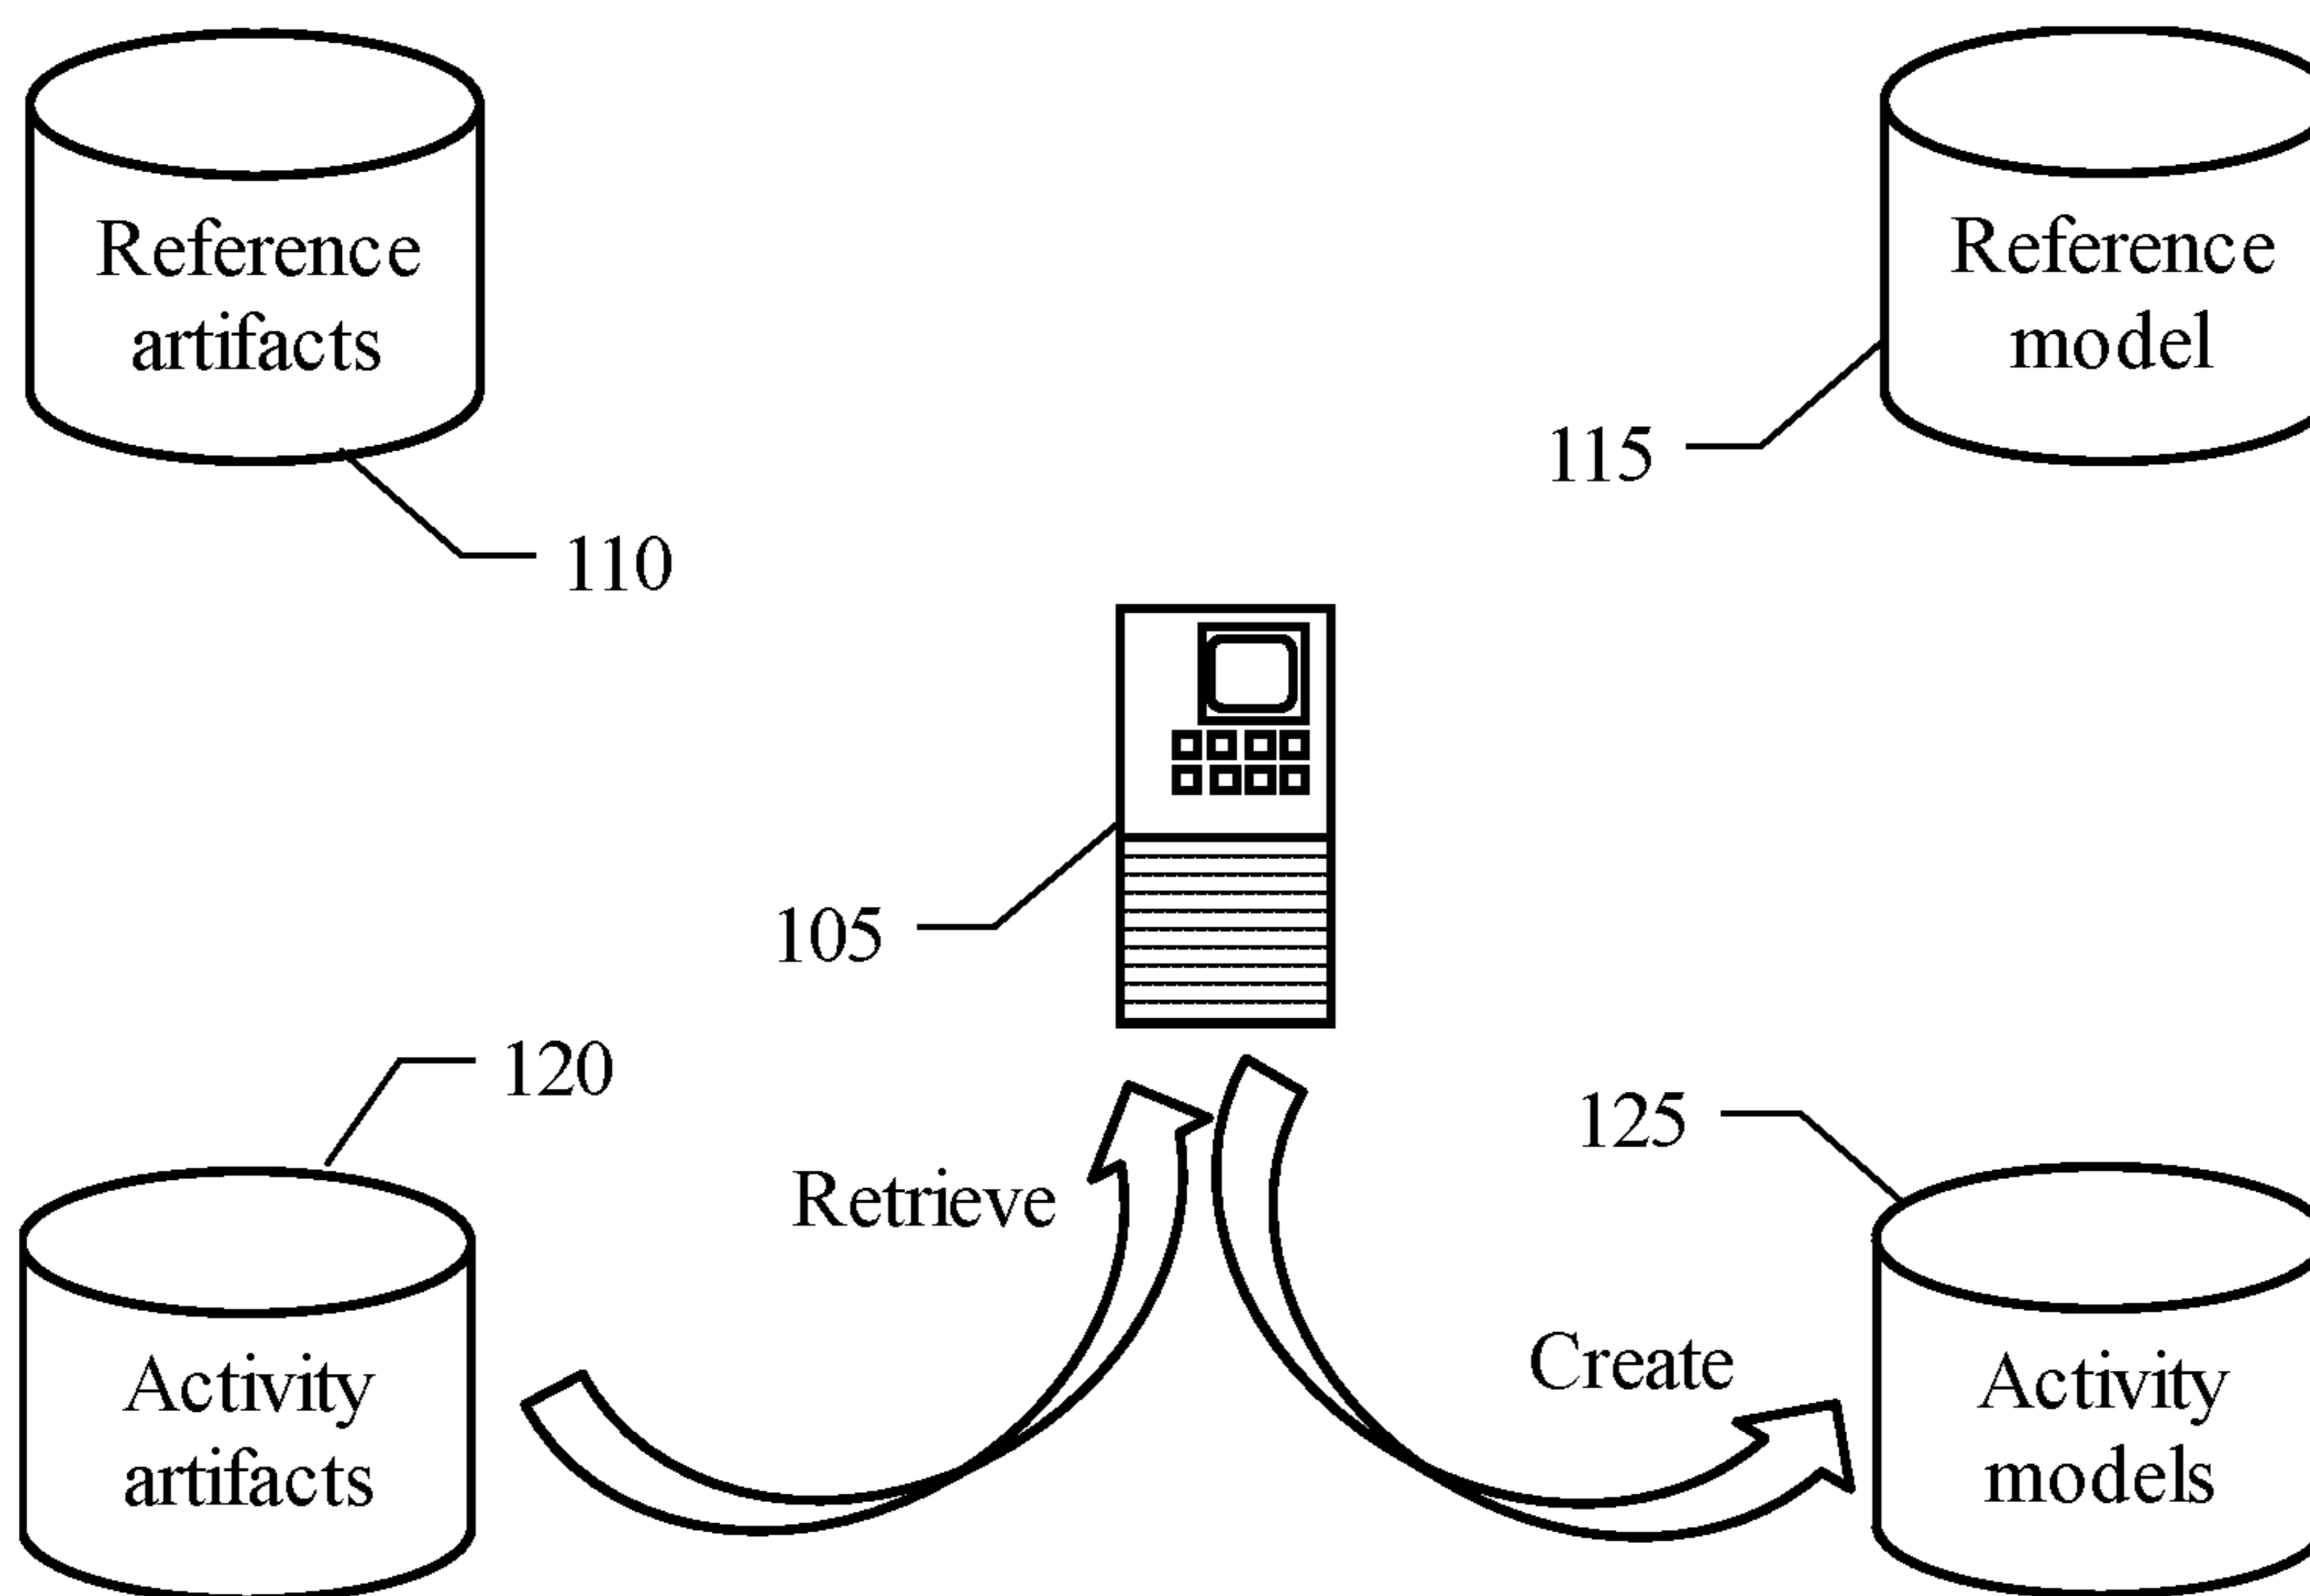 Reference
artifacts
Reference
model
115
110
105
120
125
Retrieve
Create
Activity
artifacts
Activity
models